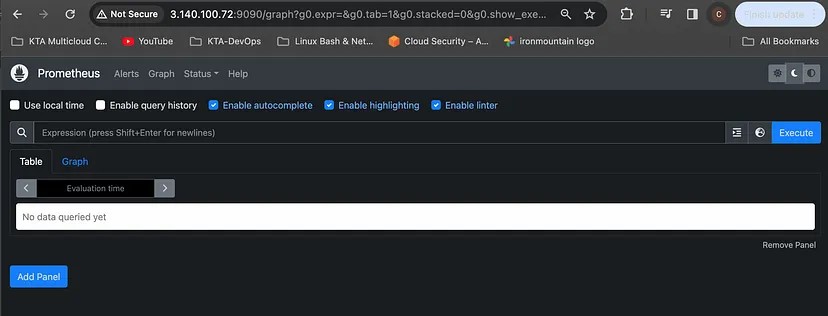 Not Secure 3.140.100.72:9090/graph?g0.expr=&g0.tab=1&g0.stacked=0&g0.show_exe... C Finish update
KTA Multicloud C... YouTube KTA-DevOps Linux Bash & Net... Cloud Security – A... ironmountain logo All Bookmarks
Prometheus Alerts Graph Status Help
Use local time Enable query history Enable autocomplete Enable highlighting Enable linter
Expression (press Shift+Enter for newlines) Execute
Table Graph
Evaluation time
No data queried yet
Remove Panel
Add Panel